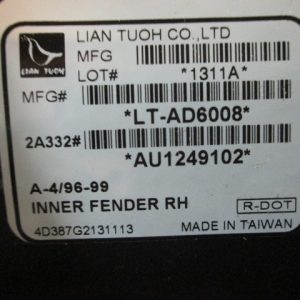 LIAN TUOH CO.,LTD
LIAN TUOH
MFG
LOT# *1311A*
MFG#
*LT-AD6008*
2A332#
*AU1249102*
A-4/96-99
INNER FENDER RH R-DOT
4D387G2131113 MADE IN TAIWAN